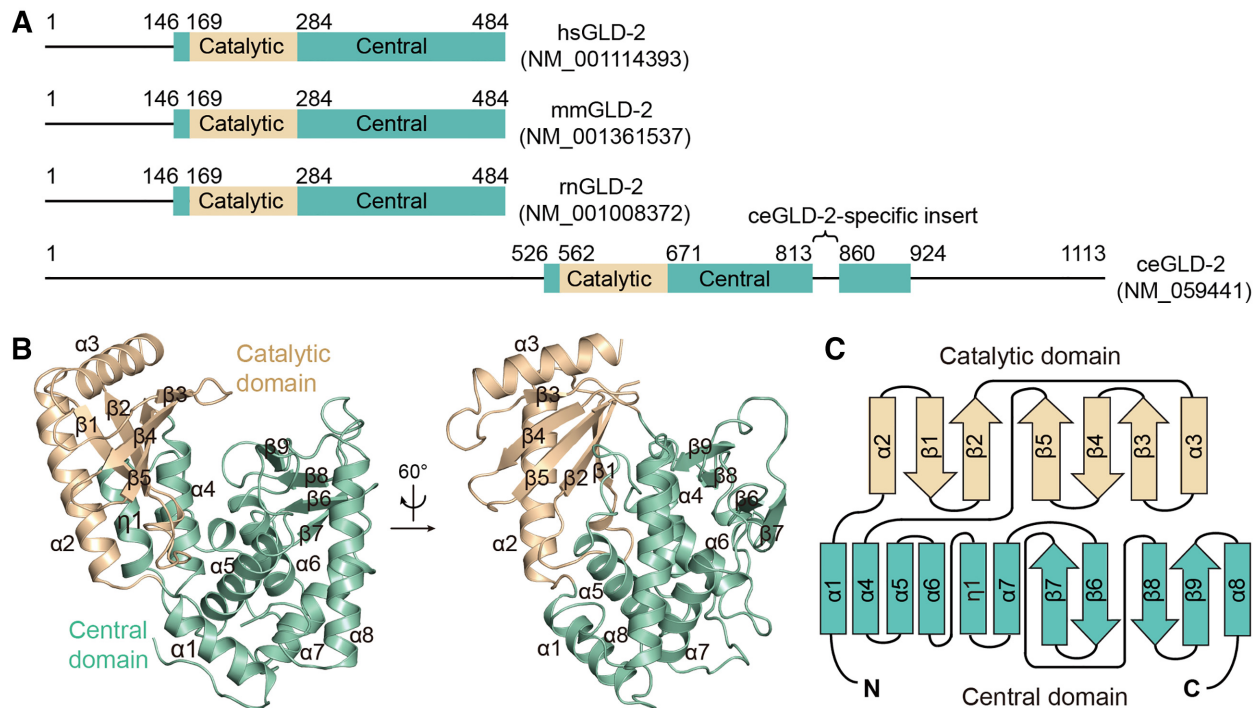 A
1 146 169 284 484
Catalytic Central
hsGLD-2
(NM_001114393)
1 146 169 284 484
Catalytic Central
mmGLD-2
(NM_001361537)
1 146 169 284 484
Catalytic Central
rnGLD-2
(NM_001008372)
ceGLD-2-specific insert
1 526 562 671 813 860 924 1113
Catalytic Central
ceGLD-2
(NM_059441)
B
α3
Catalytic
domain
β3
β2
β1
β4
β9
β5
β8
α4
β6
η1
β7
α2
α5
α6
Central
domain
α1
α7
α8
60°
α3
β3
β4
β9
β5
β2
β1
β8
α4
β6
β7
α2
α6
α5
α1
α8
α7
C
Catalytic domain
α2 β1 β2 β5 β4 β3 α3
α1 α4 α5 α6 η1 α7 β7 β6 β8 β9 α8
N C
Central domain